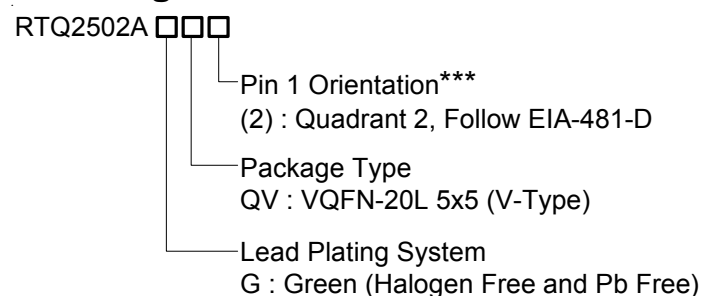 RTQ2502A □□□
Pin 1 Orientation***
(2) : Quadrant 2, Follow EIA-481-D
Package Type
QV : VQFN-20L 5x5 (V-Type)
Lead Plating System
G : Green (Halogen Free and Pb Free)